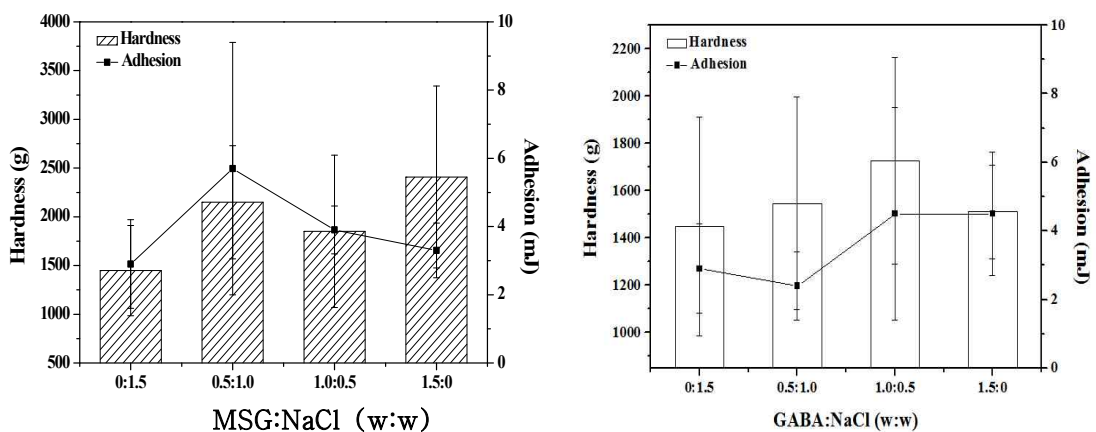 4000
3500
3000
2500
2000
1500
1000
500
Hardness (g)
Hardness
Adhesion
10
8
6
4
2
0
Adhesion (mJ)
0:1.5 0.5:1.0 1.0:0.5 1.5:0
MSG:NaCl (w:w)
2200
2000
1800
1600
1400
1200
1000
Hardness (g)
Hardness
Adhesion
10
8
6
4
2
0
Adhesion (mJ)
0:1.5 0.5:1.0 1.0:0.5 1.5:0
GABA:NaCl (w:w)